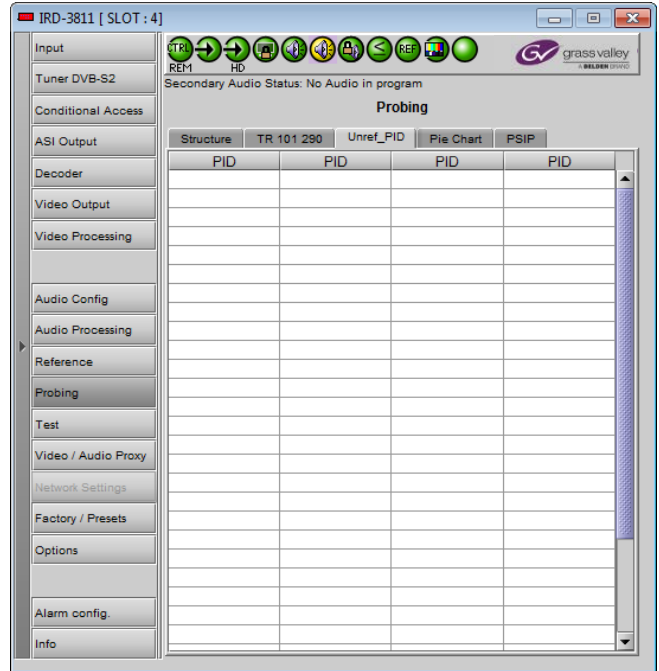 IRD-3811 [ SLOT : 4]
Input
Tuner DVB-S2
Conditional Access
ASI Output
Decoder
Video Output
Video Processing
Audio Config
Audio Processing
Reference
Probing
Test
Video / Audio Proxy
Network Settings
Factory / Presets
Options
Alarm config.
Info
CTRL REF
REM HD
GV grass valley
A BELDEN BRAND
Secondary Audio Status: No Audio in program
Probing
Structure TR 101 290 Unref_PID Pie Chart PSIP
PID PID PID PID